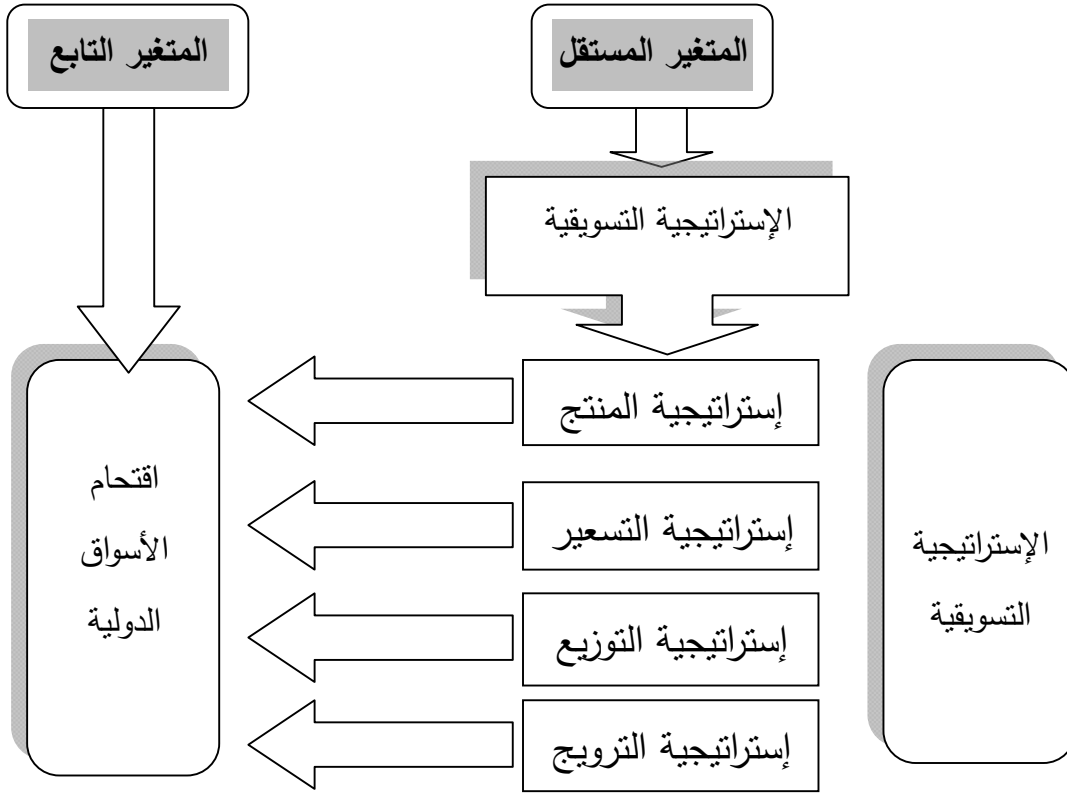 المتغير المستقل
المتغير التابع
الإستراتيجية التسويقية
الإستراتيجية
التسويقية
إستراتيجية المنتج
إستراتيجية التسعير
إستراتيجية التوزيع
إستراتيجية الترويج
اقتحام
الأسواق
الدولية